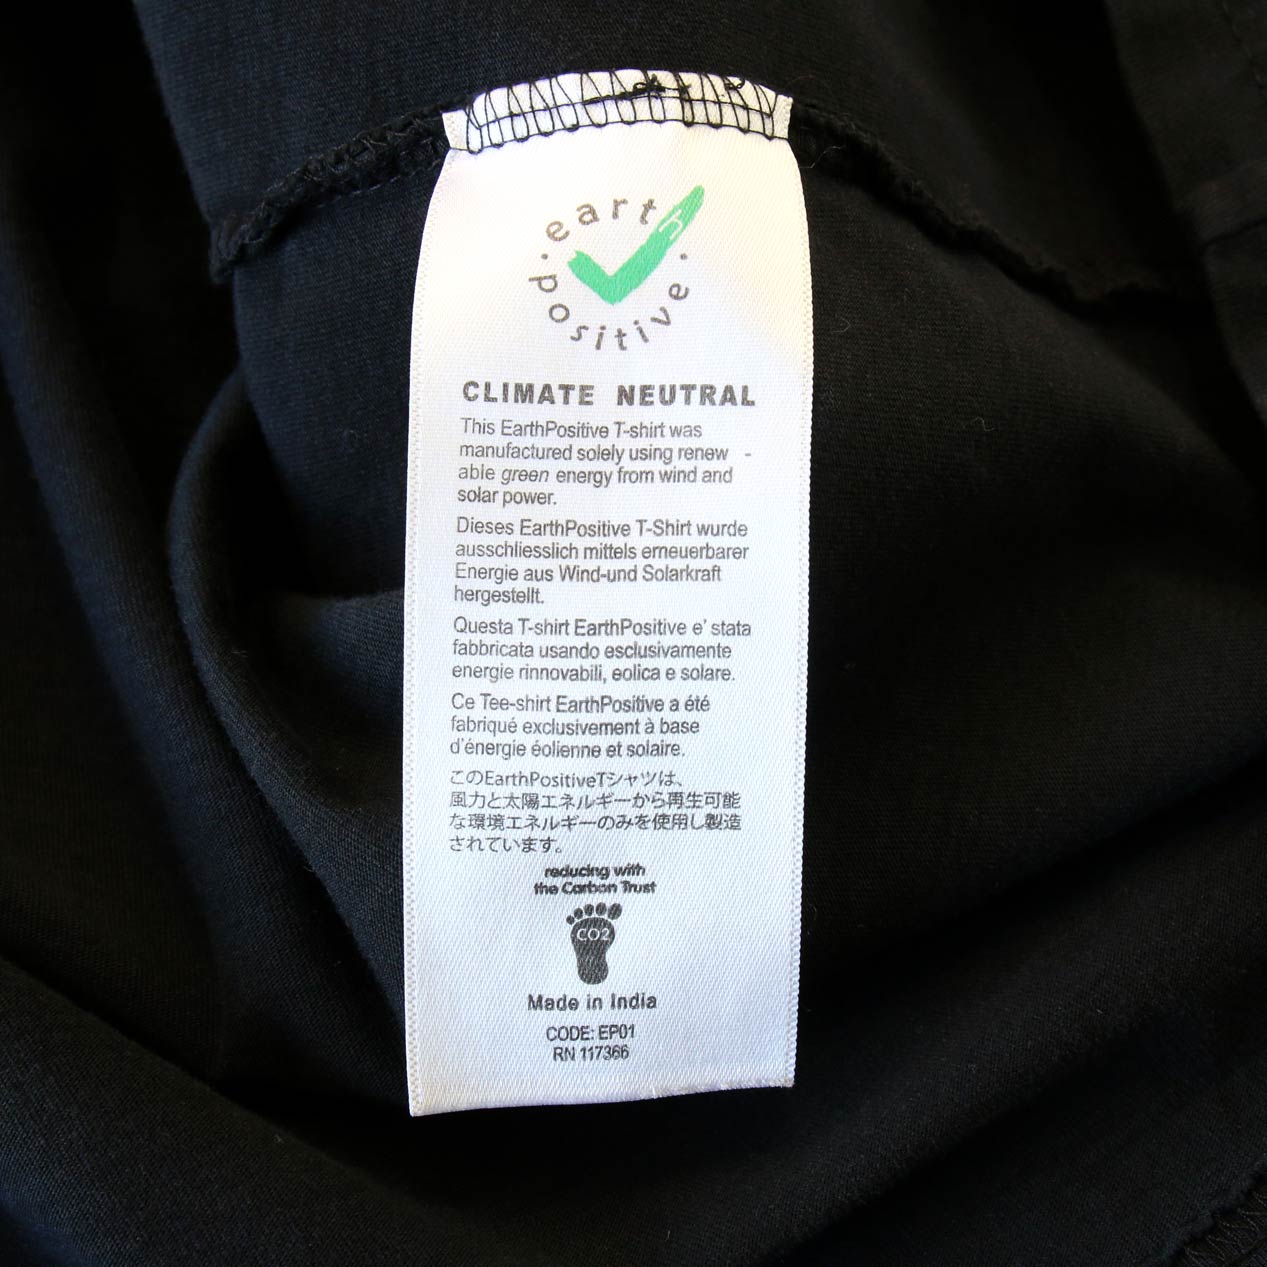 earth
positive
CLIMATE NEUTRAL
This EarthPositive T-shirt was
manufactured solely using renew -
able green energy from wind and
solar power.
Dieses EarthPositive T-Shirt wurde
ausschliesslich mittels erneuerbarer
Energie aus Wind-und Solarkraft
hergestellt.
Questa T-shirt EarthPositive e' stata
fabbricata usando esclusivamente
energie rinnovabili, eolica e solare.
Ce Tee-shirt EarthPositive a été
fabriqué exclusivement à base
d'énergie éolienne et solaire.
このEarthPositiveTシャツは、
風力と太陽エネルギーから再生可能
な環境エネルギーのみを使用し製造
されています。
reducing with
the Carbon Trust
CO2
Made in India
CODE: EP01
RN 117366